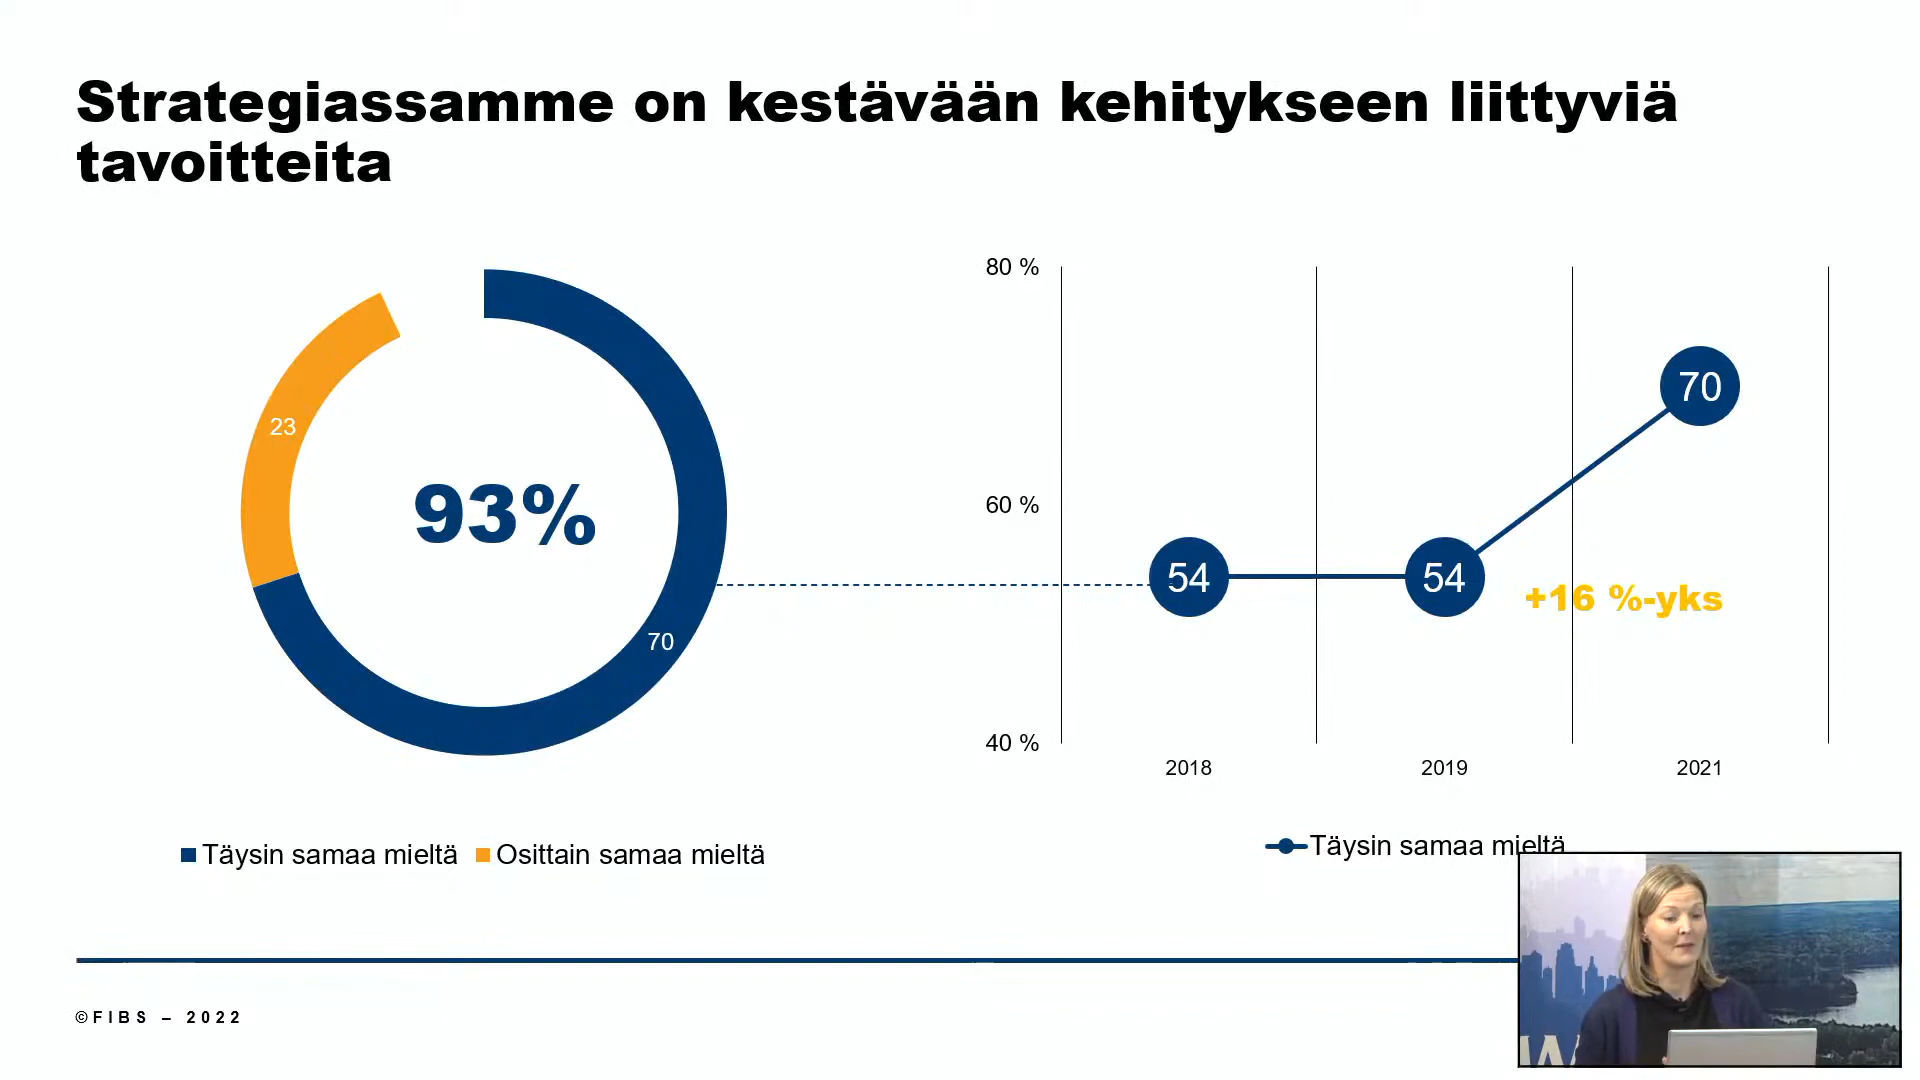 Strategiassamme on kestävään kehitykseen liittyviä
tavoitteita
23
93%
70
Täysin samaa mieltä
Osittain samaa mieltä
80 %
60 %
40 %
54
54
70
+16 %-yks
2018
2019
2021
Täysin samaa mieltä
©FIBS – 2022
W